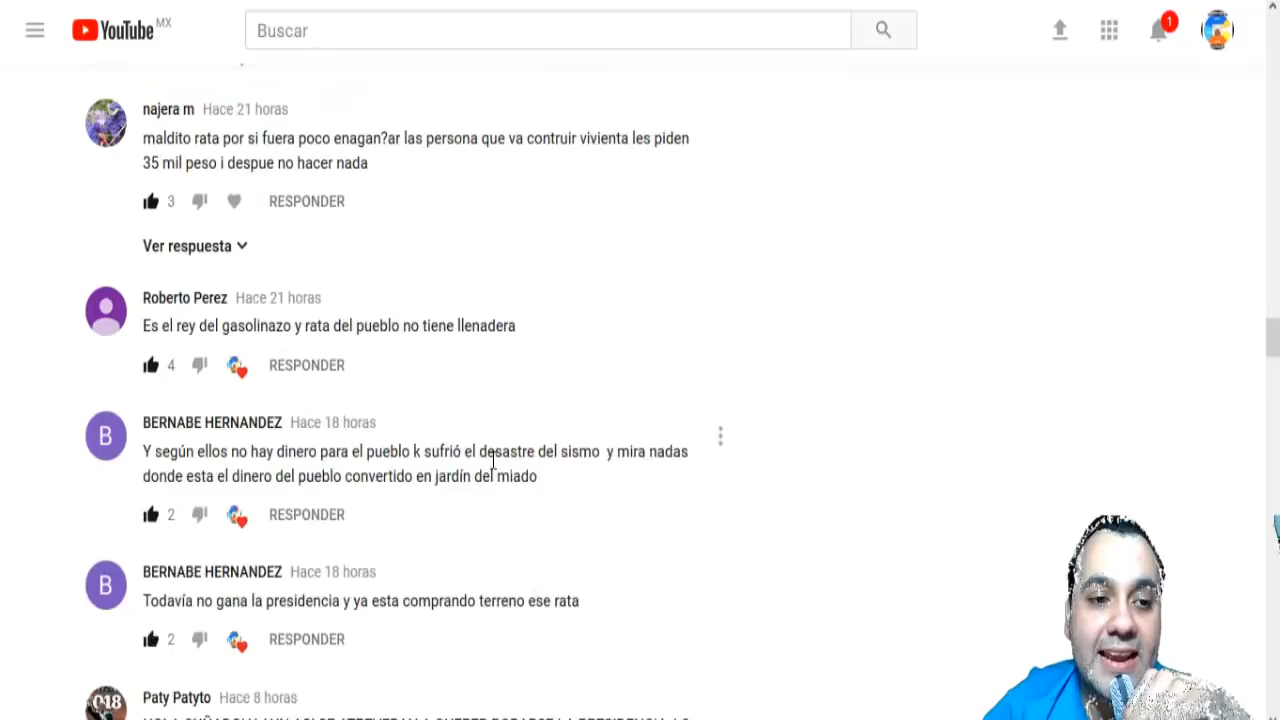 YouTube MX
Buscar
1
najera m Hace 21 horas
maldito rata por si fuera poco enagan?ar las persona que va contruir vivienta les piden
35 mil peso i despue no hacer nada
3 RESPONDER
Ver respuesta
Roberto Perez Hace 21 horas
Es el rey del gasolinazo y rata del pueblo no tiene llenadera
4 RESPONDER
B
BERNABE HERNANDEZ Hace 18 horas
Y según ellos no hay dinero para el pueblo k sufrió el desastre del sismo y mira nadas
donde esta el dinero del pueblo convertido en jardín del miado
2 RESPONDER
B
BERNABE HERNANDEZ Hace 18 horas
Todavía no gana la presidencia y ya esta comprando terreno ese rata
2 RESPONDER
Paty Patyto Hace 8 horas